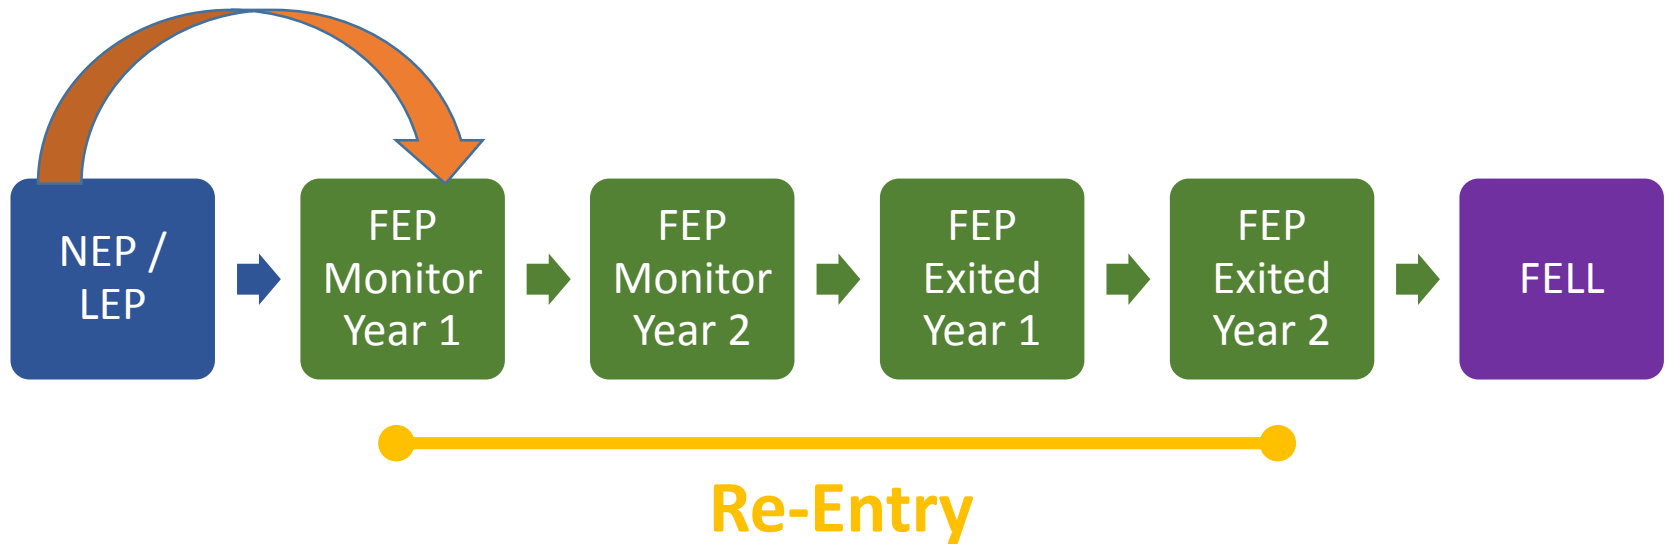 NEP /
LEP
FEP
Monitor
Year 1
FEP
Monitor
Year 2
FEP
Exited
Year 1
FEP
Exited
Year 2
FELL
Re-Entry